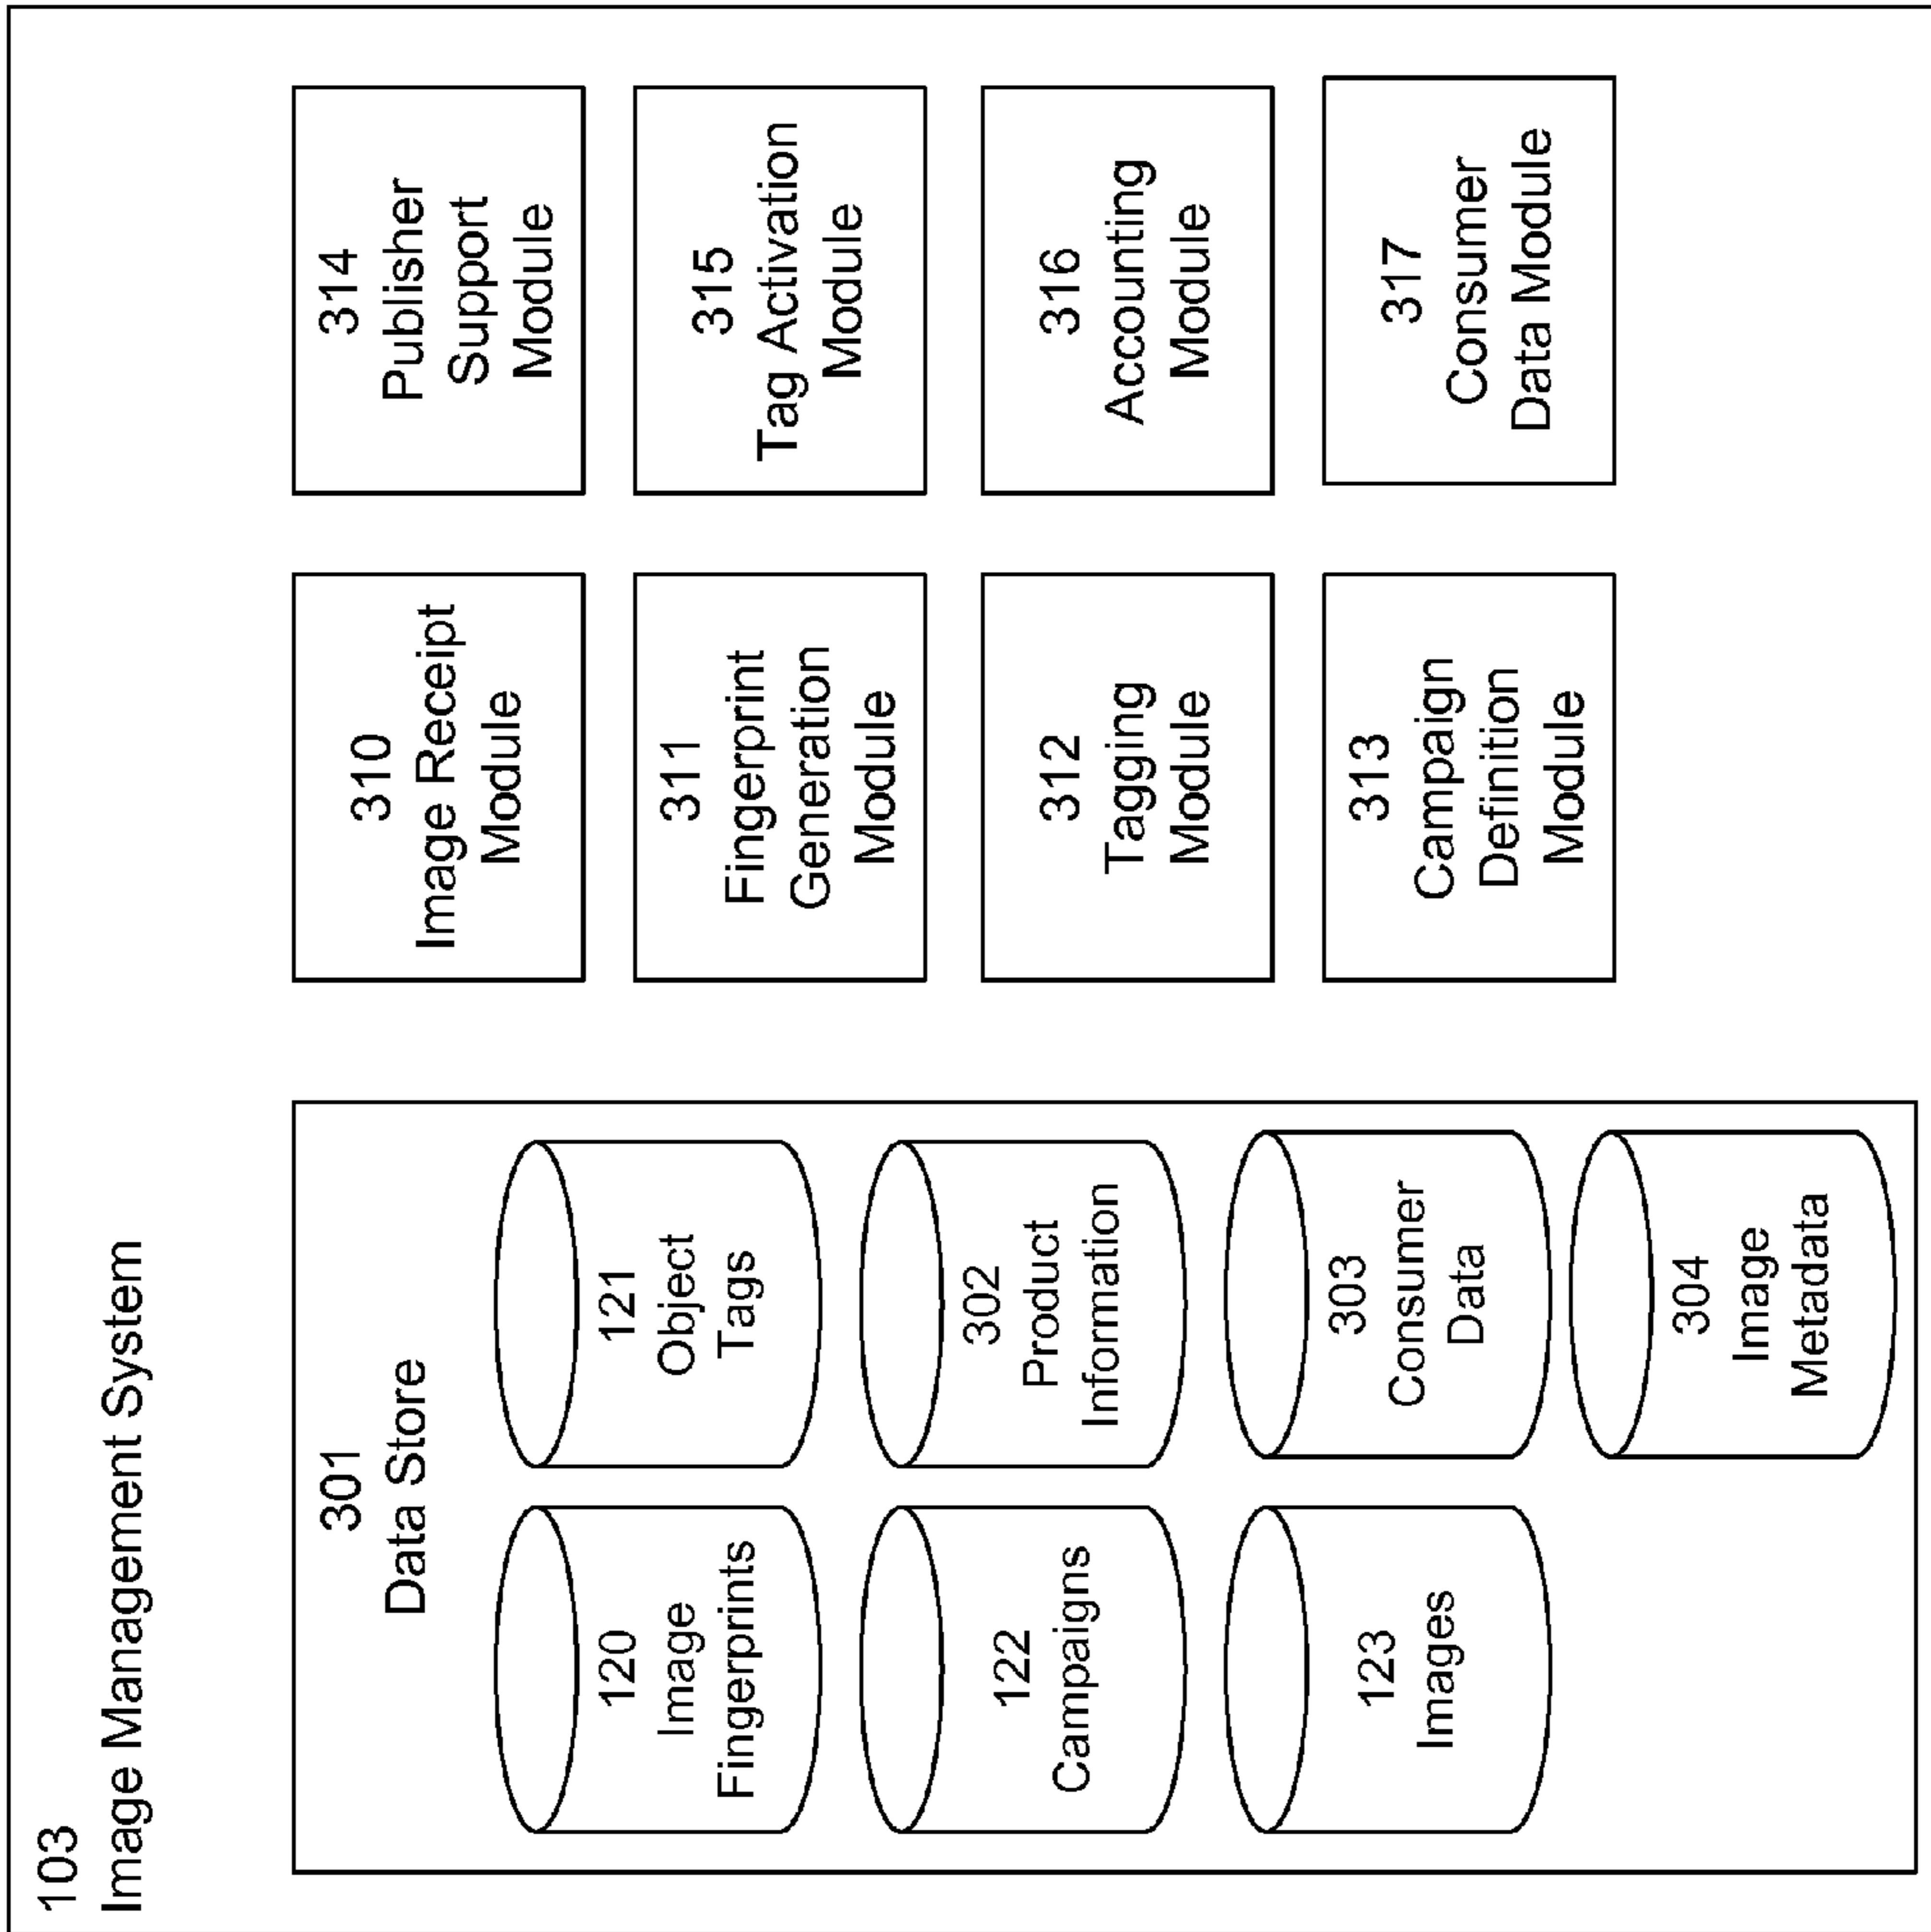 103
Image Management System
301
Data Store
120
Image
Fingerprints
121
Object
Tags
122
Campaigns
302
Product
Information
123
Images
303
Consumer
Data
304
Image
Metadata
310
Image Receipt
Module
311
Fingerprint
Generation
Module
312
Tagging
Module
313
Campaign
Definition
Module
314
Publisher
Support
Module
315
Tag Activation
Module
316
Accounting
Module
317
Consumer
Data Module